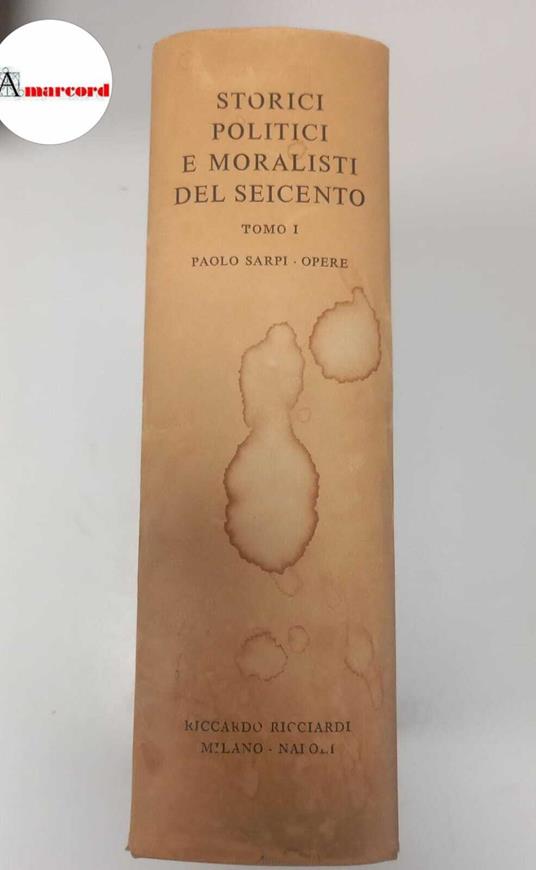 Amarcord
STORICI
POLITICI
E MORALISTI
DEL SEICENTO
TOMO I
PAOLO SARPI · OPERE
RICCARDO RICCIARDI
MILANO · NAPOLI